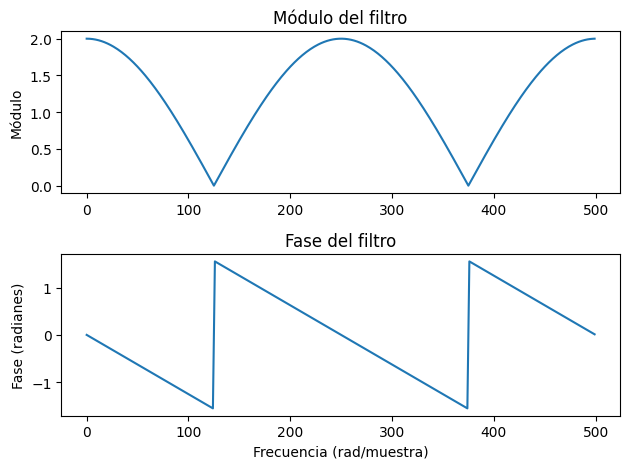 Módulo del filtro
Módulo
2.0
1.5
1.0
0.5
0.0
0 100 200 300 400 500
Fase del filtro
Fase (radianes)
1
0
−1
0 100 200 300 400 500
Frecuencia (rad/muestra)